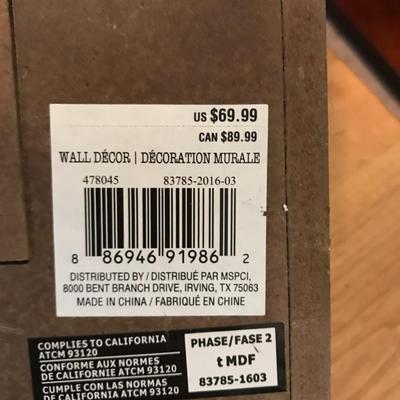 US $69.99
CAN $89.99
WALL DÉCOR | DÉCORATION MURALE
478045 83785-2016-03
8 86946 91986 2
DISTRIBUTED BY / DISTRIBUÉ PAR MSPCI,
8000 BENT BRANCH DRIVE, IRVING, TX 75063
MADE IN CHINA / FABRIQUÉ EN CHINE
COMPLIES TO CALIFORNIA
ATCM 93120
CONFORME AUX NORMES
DE CALIFORNIE ATCM 93120
CUMPLE CON LAS NORMAS
DE CALIFORNIA ATCM 93120
PHASE/FASE 2
t MDF
83785-1603